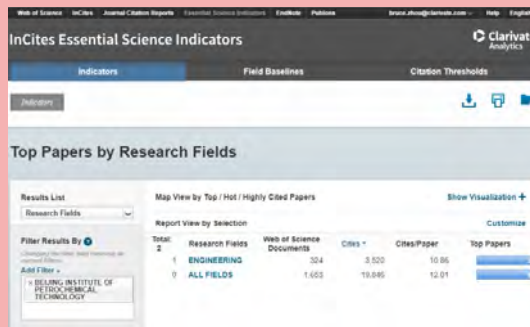 Web of Science InCites Journal Citation Reports Essential Science Indicators EndNote Publons bruce.zhou@clarivate.com Help English
InCites Essential Science Indicators
Clarivat
Analytics
Indicators Field Baselines Citation Thresholds
Indicators
Top Papers by Research Fields
Results List
Research Fields
Map View by Top / Hot / Highly Cited Papers Show Visualization +
Report View by Selection Customize
Filter Results By
Add Filter »
× BEIJING INSTITUTE OF
PETROCHEMICAL
TECHNOLOGY
Total: Research Fields Web of Science Cites Cites/Paper Top Papers
2 Documents
1 ENGINEERING 324 3,520 10.86
0 ALL FIELDS 1,653 12.01